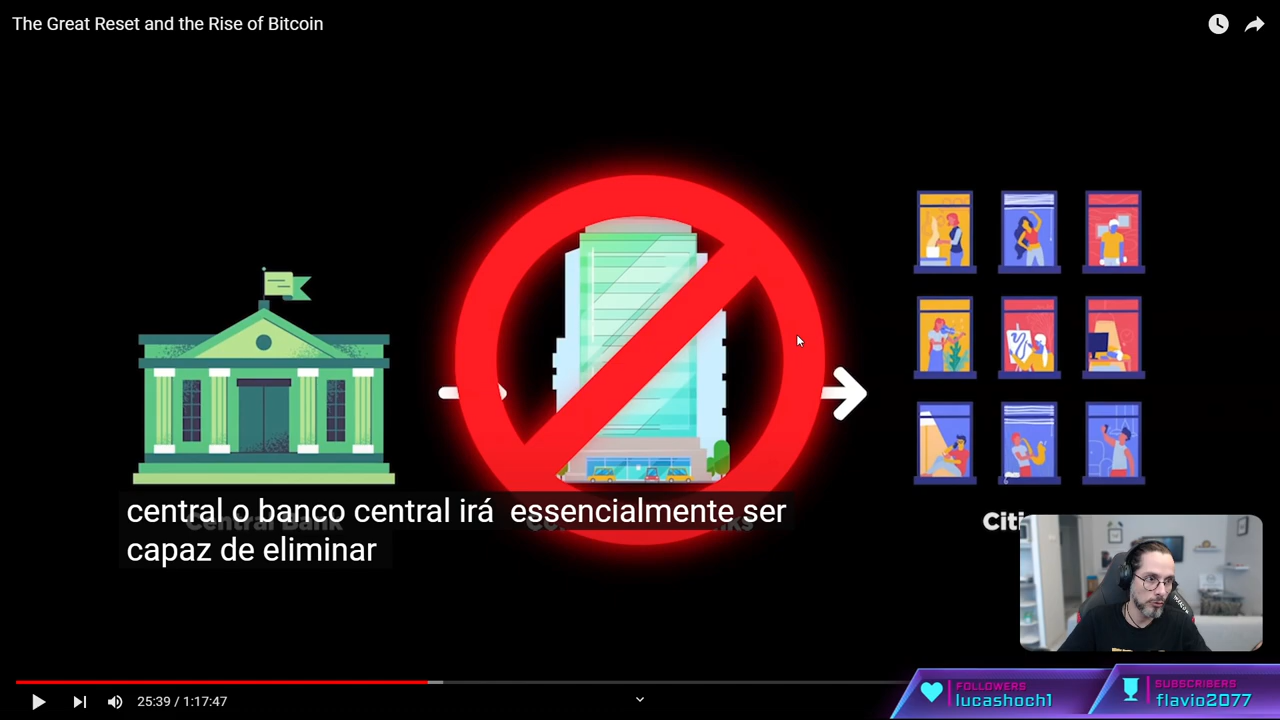 The Great Reset and the Rise of Bitcoin
central o banco central irá essencialmente ser
capaz de eliminar
25:39 / 1:17:47
FOLLOWERS
lucashoch1
SUBSCRIBERS
flavio2077